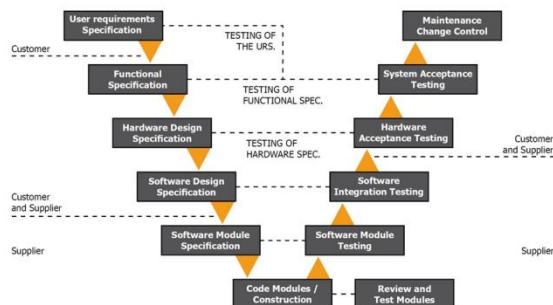 User requirements
Specification
Maintenance
Change Control
TESTING OF
THE URS.
Customer
Functional
Specification
System Acceptance
Testing
TESTING OF
FUNCTIONAL SPEC.
Hardware Design
Specification
Hardware
Acceptance Testing
TESTING OF
HARDWARE SPEC.
Customer
and Supplier
Software Design
Specification
Software
Integration Testing
Customer
and Supplier
Software Module
Specification
Software Module
Testing
Supplier
Supplier
Code Modules /
Construction
Review and
Test Modules